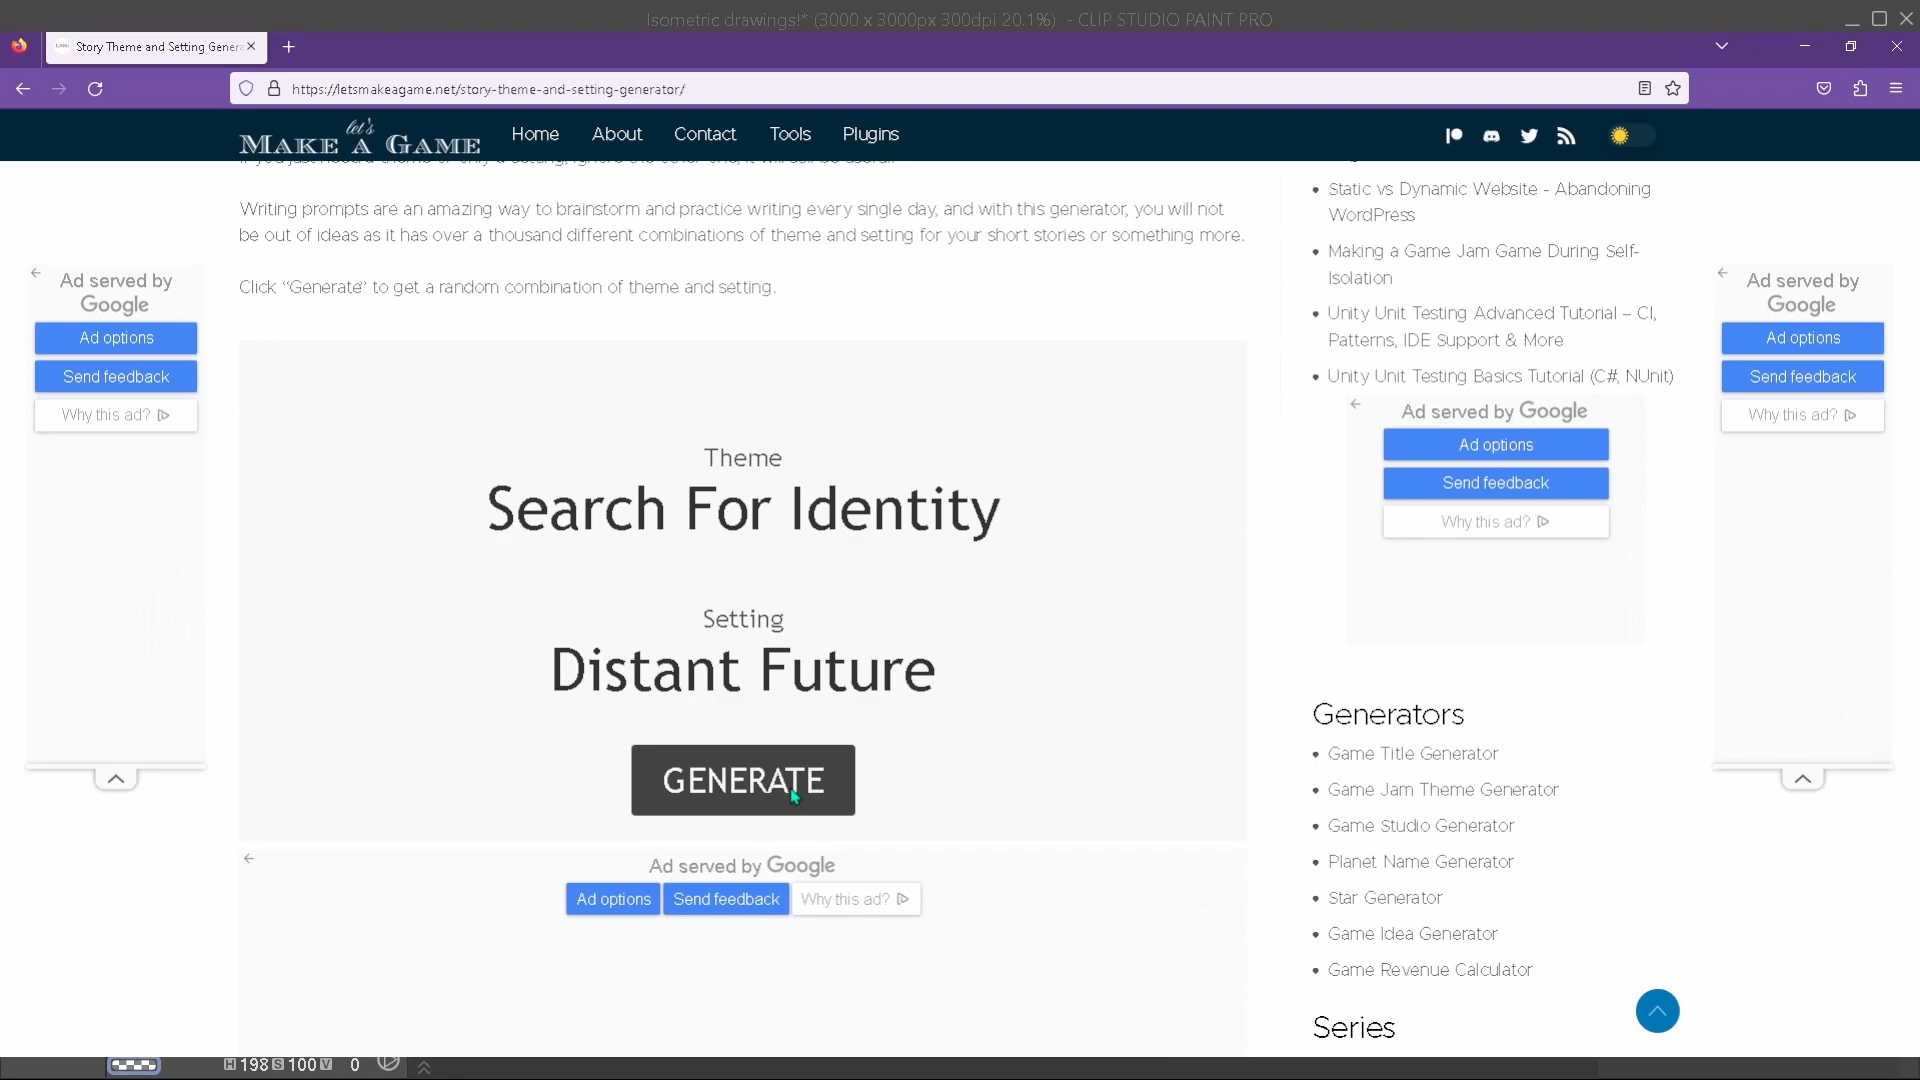 Isometric drawings!* (3000 x 3000px 300dpi 20.1%) - CLIP STUDIO PAINT PRO
Story Theme and Setting Genera
https://letsmakeagame.net/story-theme-and-setting-generator/
let's
MAKE A GAME
Home About Contact Tools Plugins
Writing prompts are an amazing way to brainstorm and practice writing every single day, and with this generator, you will not
be out of ideas as it has over a thousand different combinations of theme and setting for your short stories or something more.
Click “Generate” to get a random combination of theme and setting.
Theme
Search For Identity
Setting
Distant Future
GENERATE
Ad served by Google
Ad options Send feedback Why this ad?
Ad served by
Google
Ad options
Send feedback
Why this ad?
Static vs Dynamic Website - Abandoning
WordPress
Making a Game Jam Game During Self-
Isolation
Unity Unit Testing Advanced Tutorial – CI,
Patterns, IDE Support & More
Unity Unit Testing Basics Tutorial (C#, NUnit)
Ad served by Google
Ad options
Send feedback
Why this ad?
Generators
Game Title Generator
Game Jam Theme Generator
Game Studio Generator
Planet Name Generator
Star Generator
Game Idea Generator
Game Revenue Calculator
Series
Ad served by
Google
Ad options
Send feedback
Why this ad?
H 198 S 100 V 0